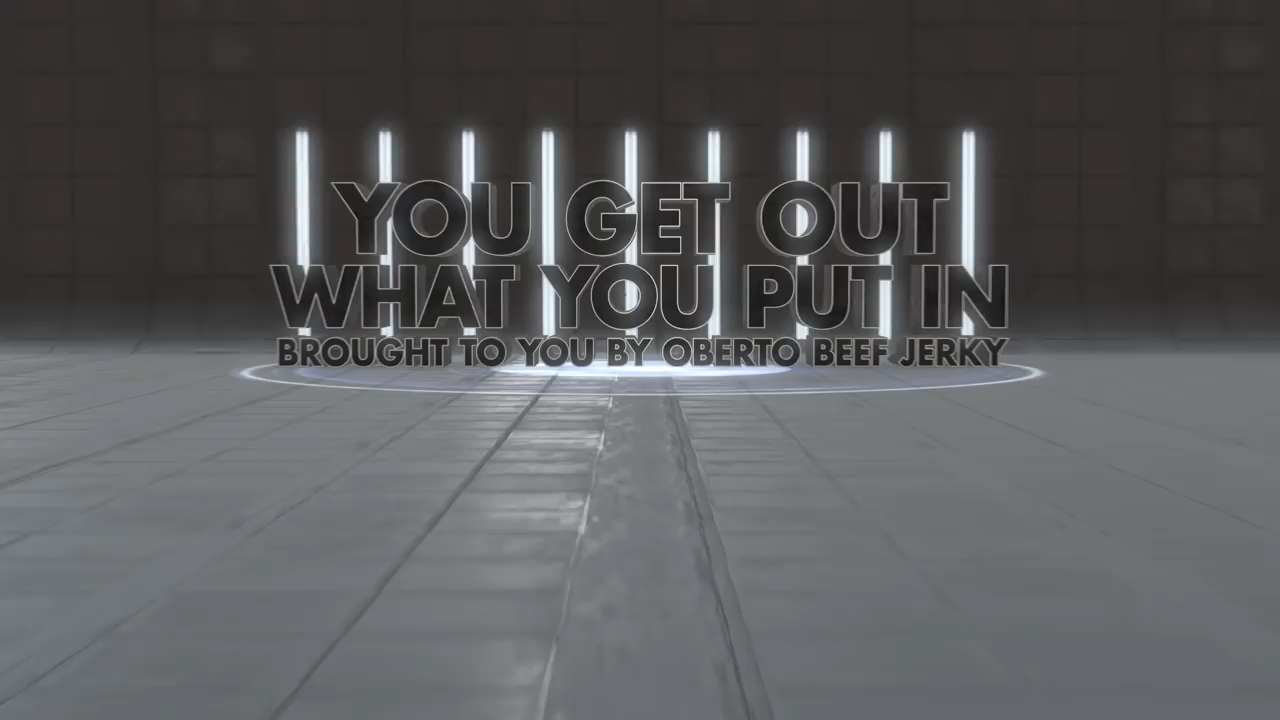 YOU GET OUT
WHAT YOU PUT IN
BROUGHT TO YOU BY OBERTO BEEF JERKY